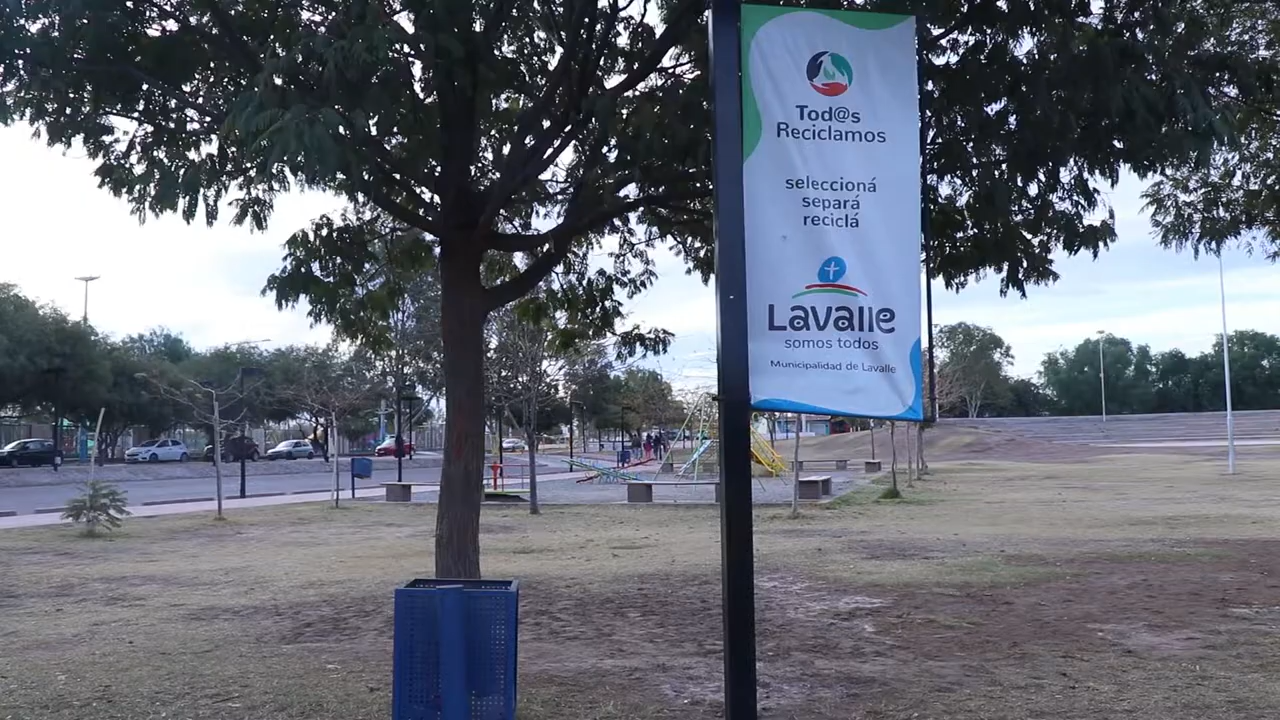 Tod@s
Reciclamos
seleccioná
separá
reciclá
Lavalle
somos todos
Municipalidad de Lavalle